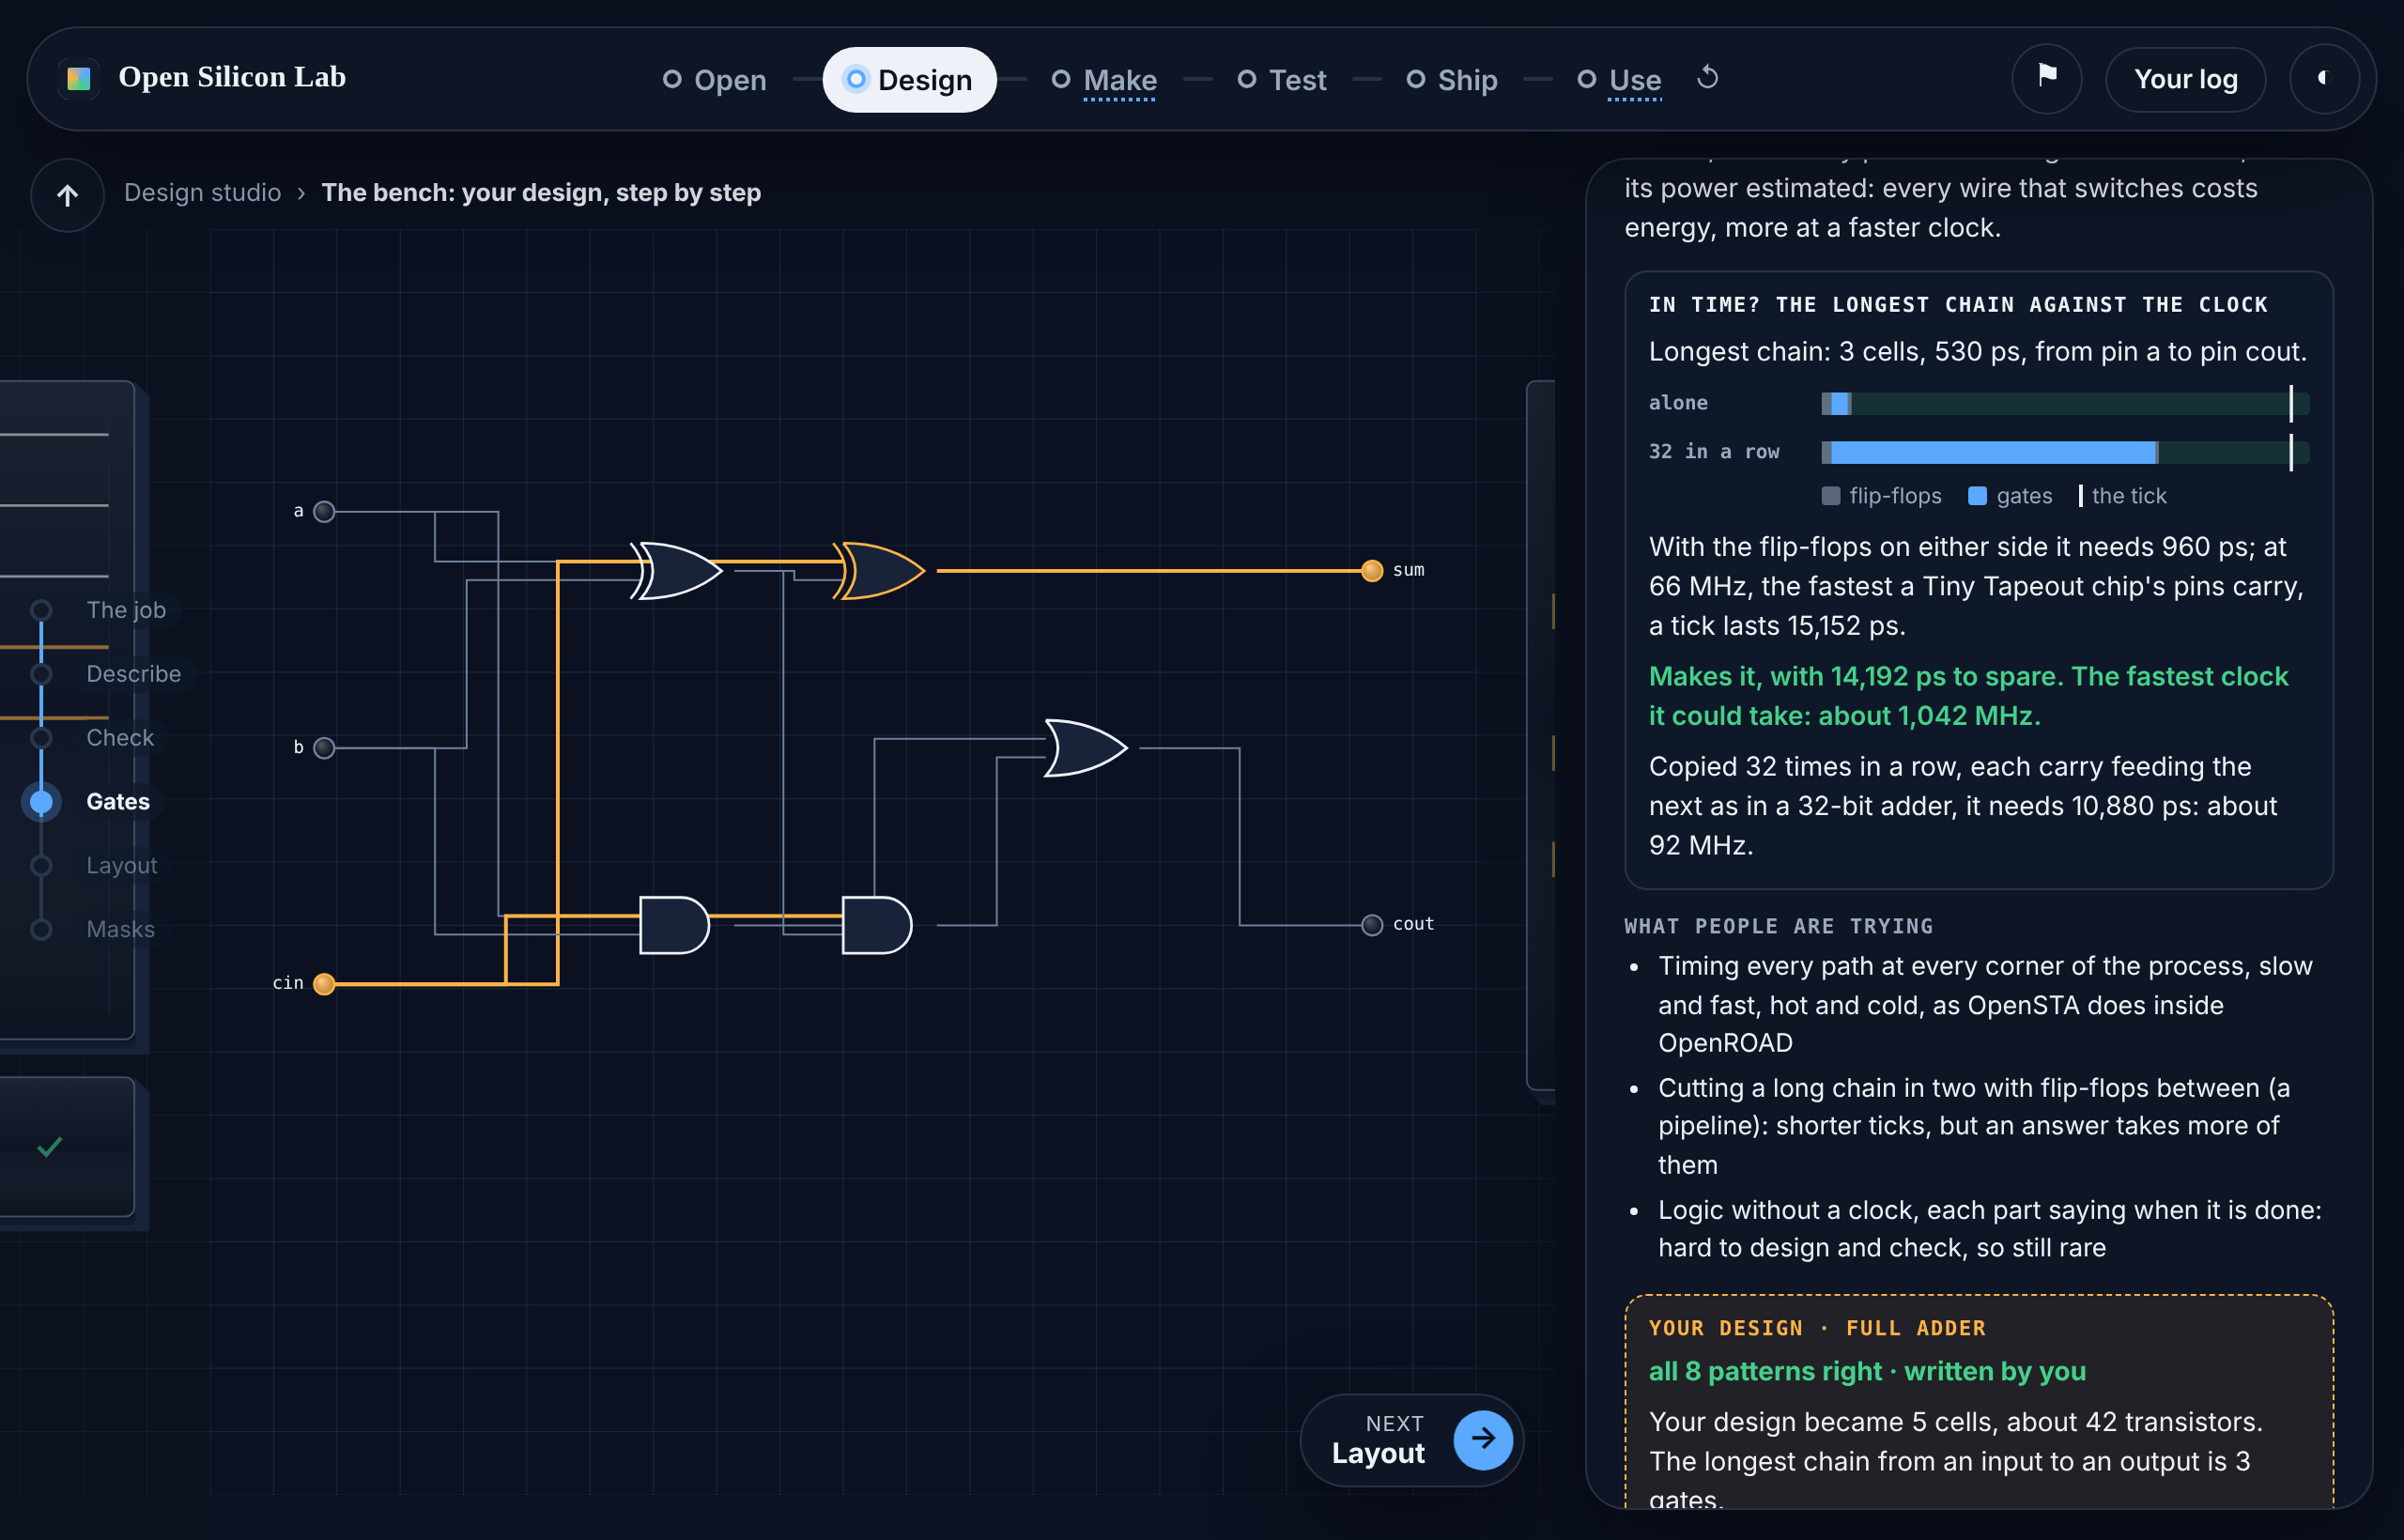 Open Silicon Lab
Open
Design
Make
Test
Ship
Use
Your log
Design studio › The bench: your design, step by step
The job
Describe
Check
Gates
Layout
Masks
a
b
cin
sum
cout
NEXT
Layout
its power estimated: every wire that switches costs
energy, more at a faster clock.
IN TIME? THE LONGEST CHAIN AGAINST THE CLOCK
Longest chain: 3 cells, 530 ps, from pin a to pin cout.
alone
32 in a row
flip-flops gates the tick
With the flip-flops on either side it needs 960 ps; at
66 MHz, the fastest a Tiny Tapeout chip's pins carry,
a tick lasts 15,152 ps.
Makes it, with 14,192 ps to spare. The fastest clock
it could take: about 1,042 MHz.
Copied 32 times in a row, each carry feeding the
next as in a 32-bit adder, it needs 10,880 ps: about
92 MHz.
WHAT PEOPLE ARE TRYING
• Timing every path at every corner of the process, slow
and fast, hot and cold, as OpenSTA does inside
OpenROAD
• Cutting a long chain in two with flip-flops between (a
pipeline): shorter ticks, but an answer takes more of
them
• Logic without a clock, each part saying when it is done:
hard to design and check, so still rare
YOUR DESIGN · FULL ADDER
all 8 patterns right · written by you
Your design became 5 cells, about 42 transistors.
The longest chain from an input to an output is 3
gates.